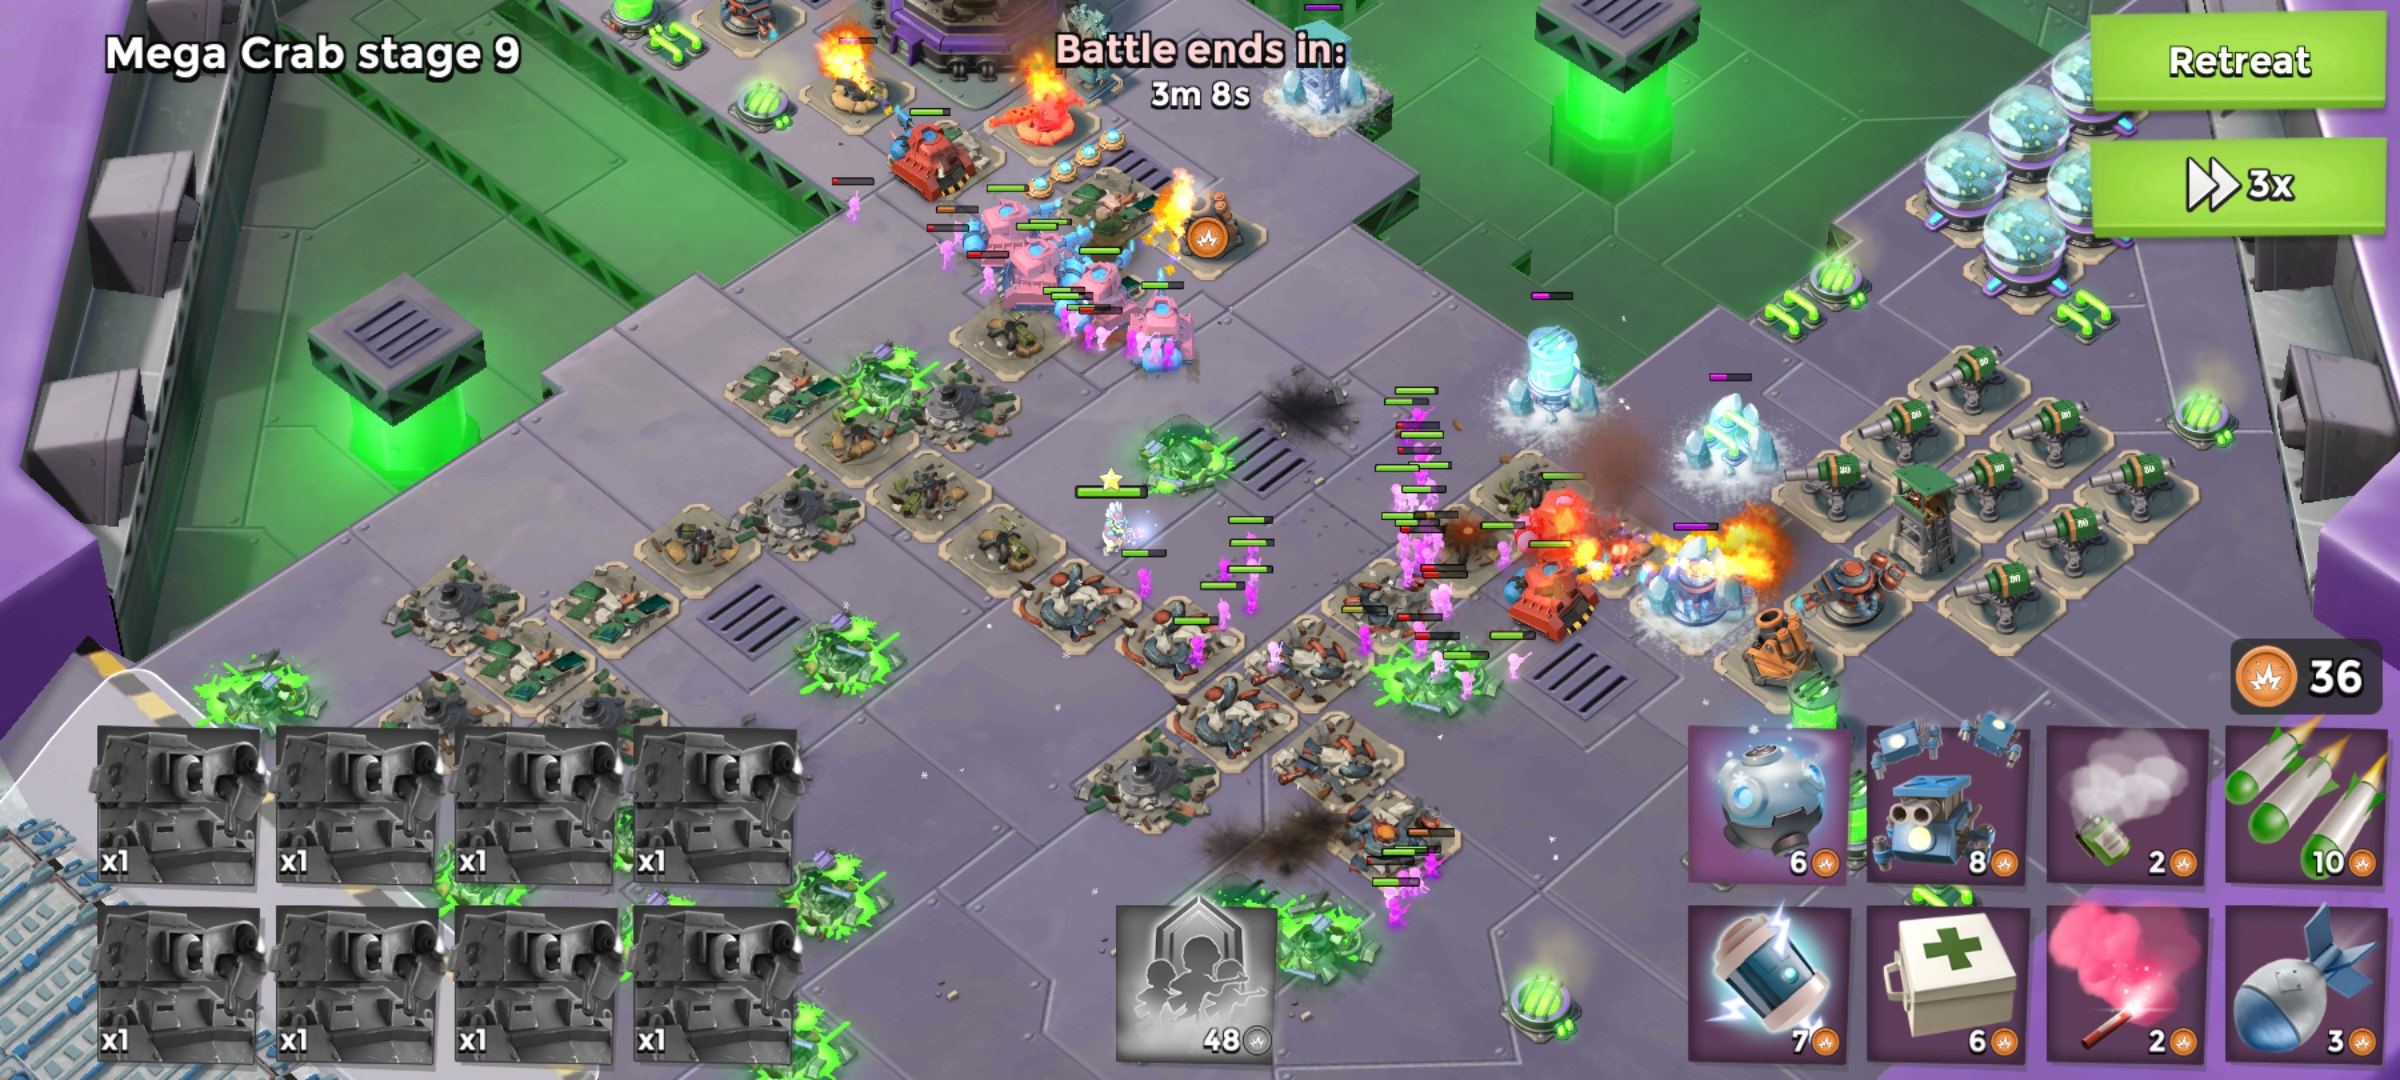 Mega Crab stage 9
Battle ends in:
3m 8s
Retreat
3x
36
x1
x1
x1
x1
6
8
2
10
x1
x1
x1
x1
48
7
6
2
3